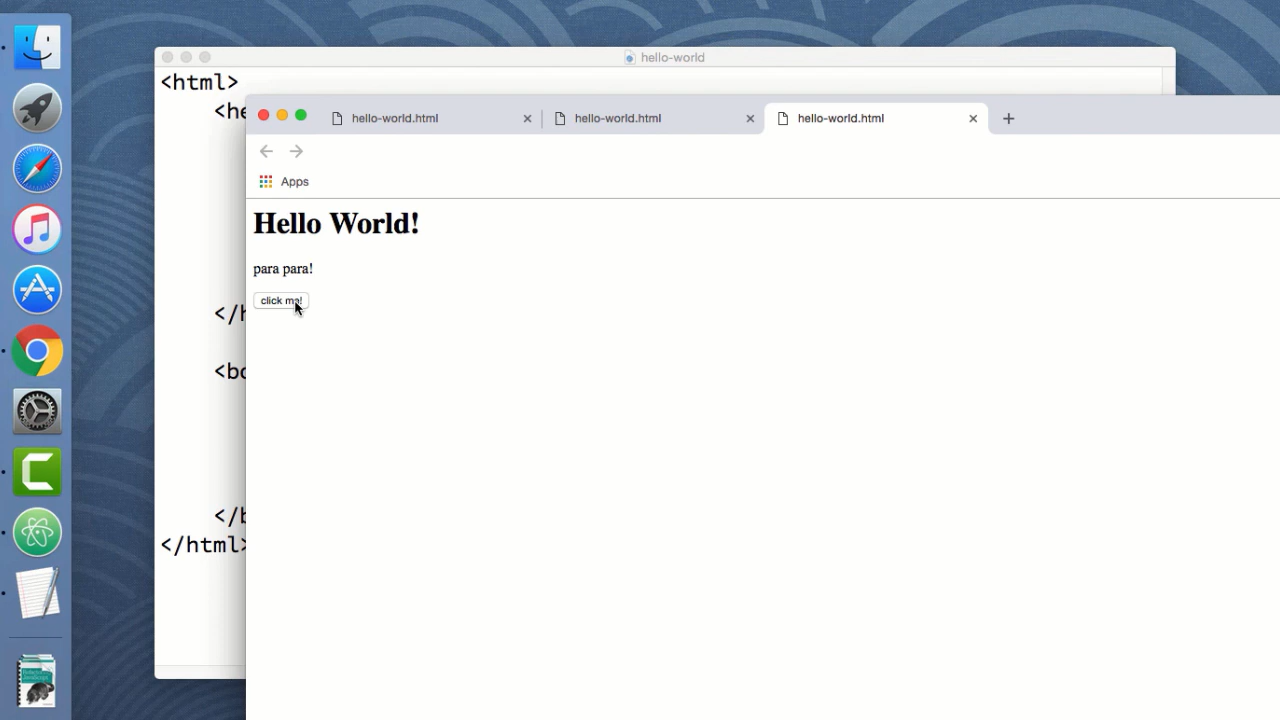 hello-world
<html>
<he
</h
<bo
</b
</html>
hello-world.html
hello-world.html
hello-world.html
Apps
Hello World!
para para!
click me!